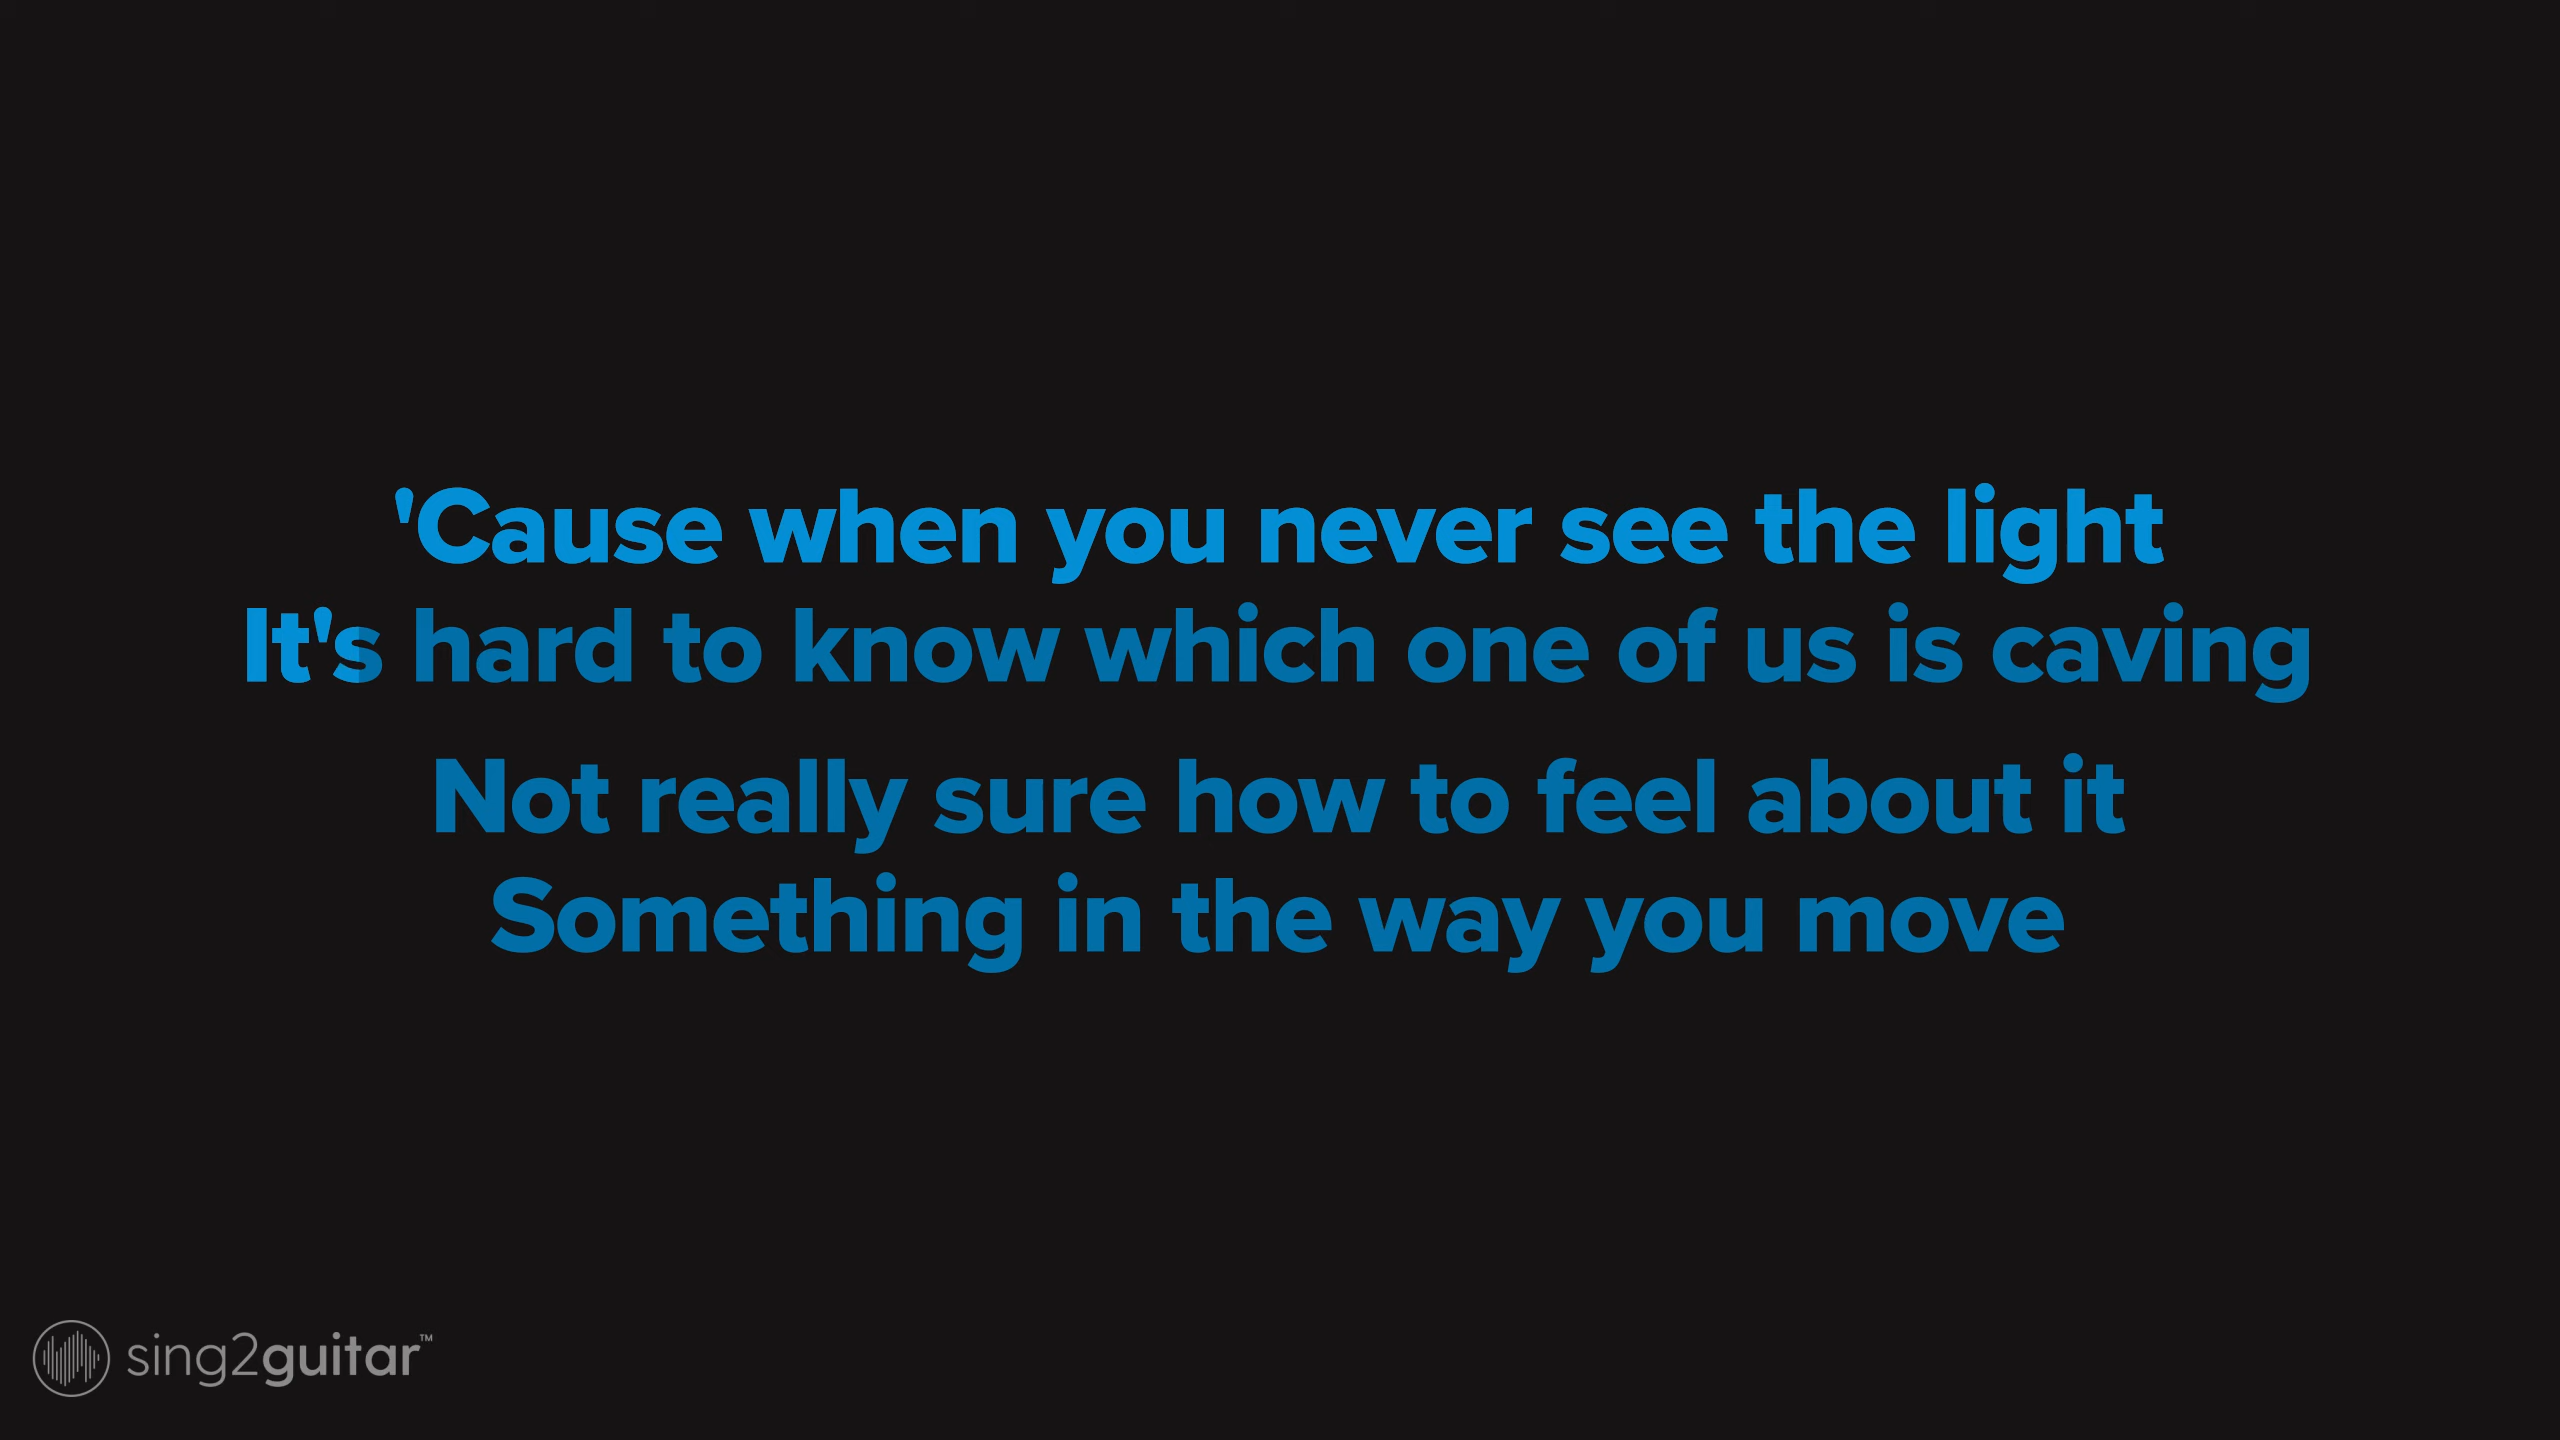 'Cause when you never see the light
It's hard to know which one of us is caving
Not really sure how to feel about it
Something in the way you move
sing2guitar™